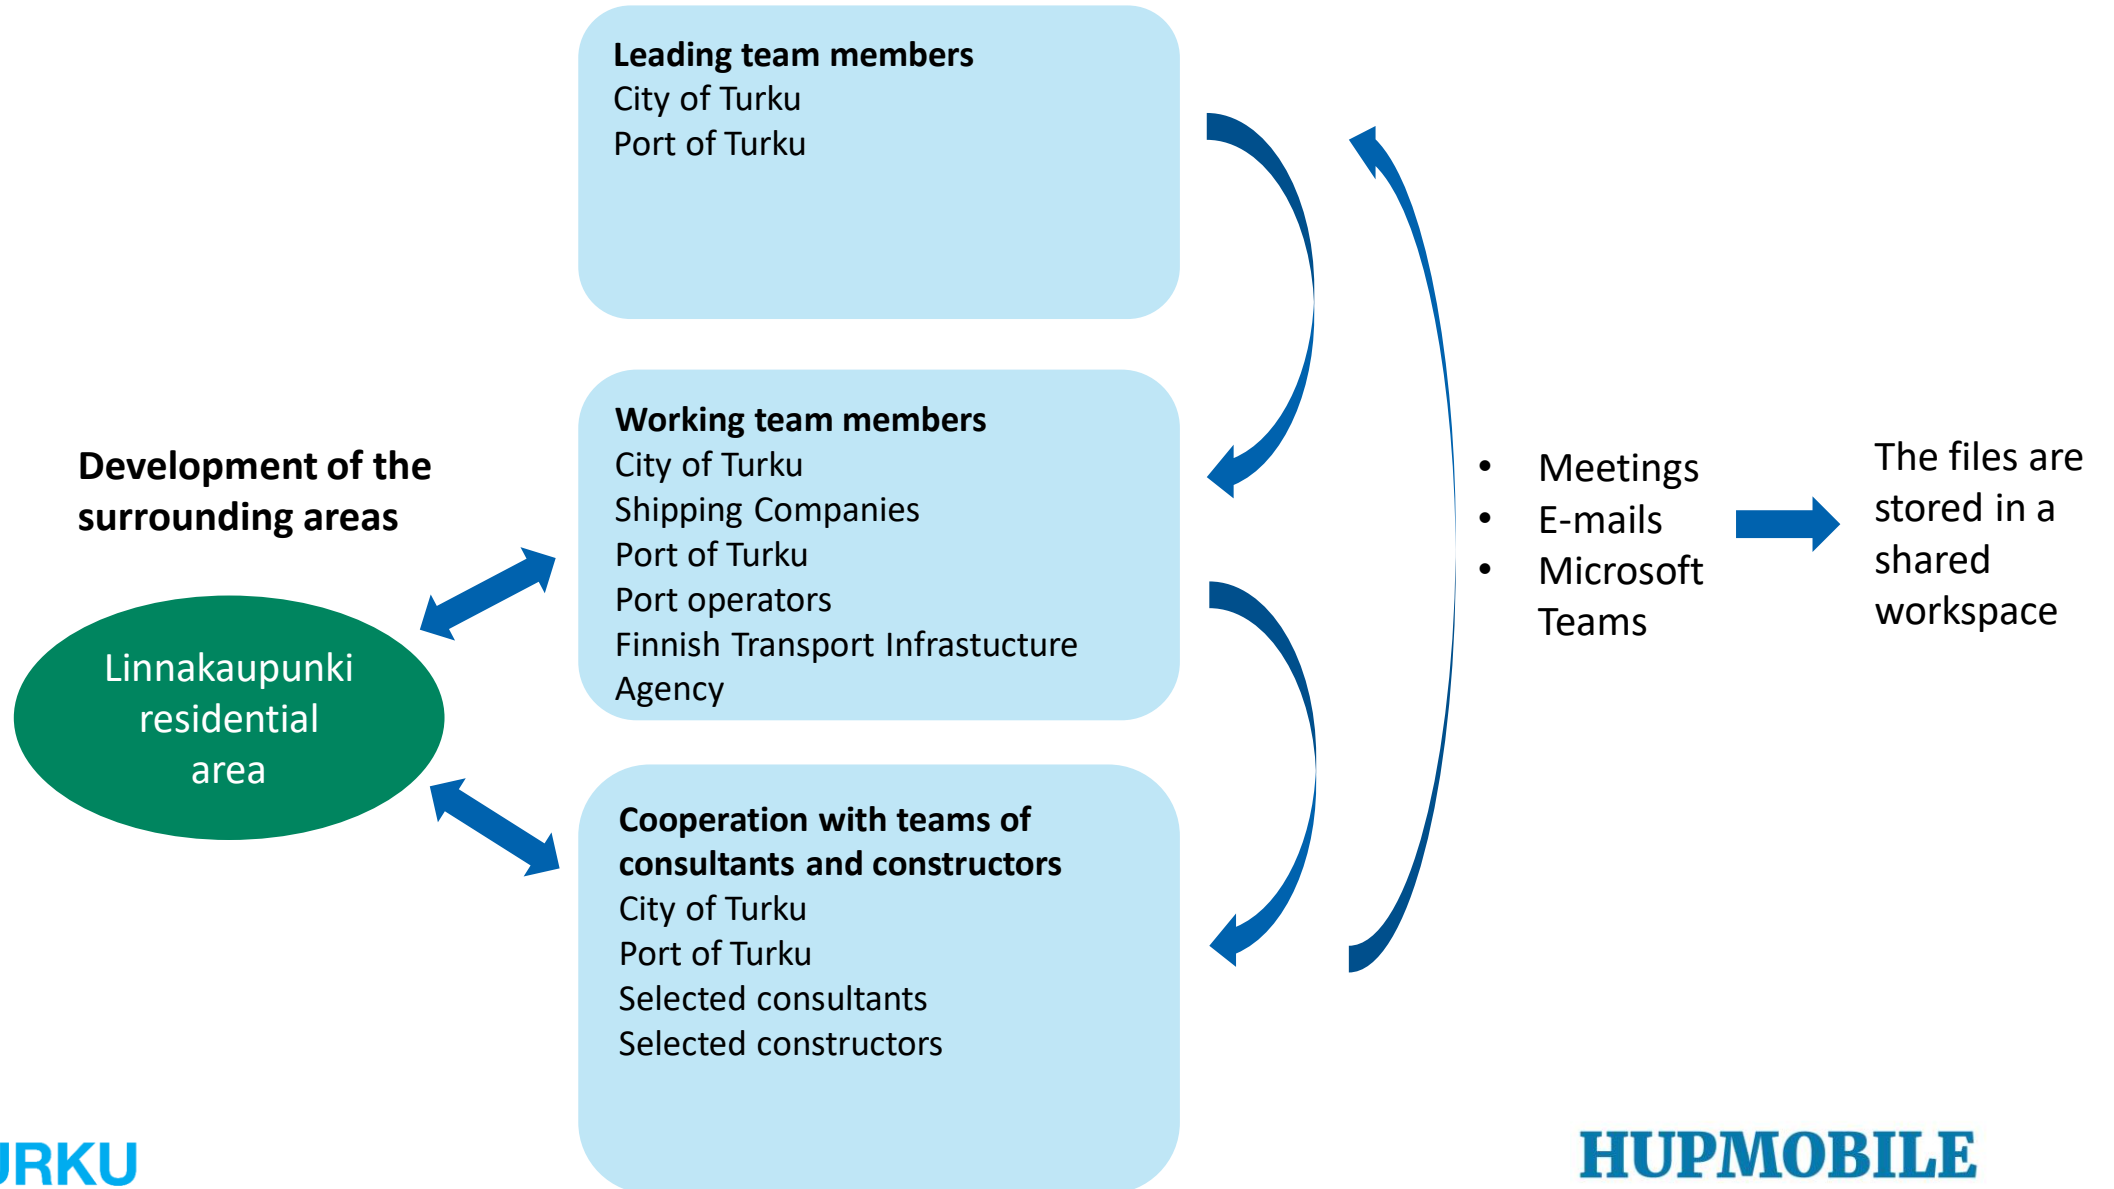 Leading team members
City of Turku
Port of Turku
Development of the
surrounding areas
Linnakaupunki
residential
area
Working team members
City of Turku
Shipping Companies
Port of Turku
Port operators
Finnish Transport Infrastucture
Agency
Cooperation with teams of
consultants and constructors
City of Turku
Port of Turku
Selected consultants
Selected constructors
• Meetings
• E-mails
• Microsoft
Teams
The files are
stored in a
shared
workspace
URKU
HUPMOBILE